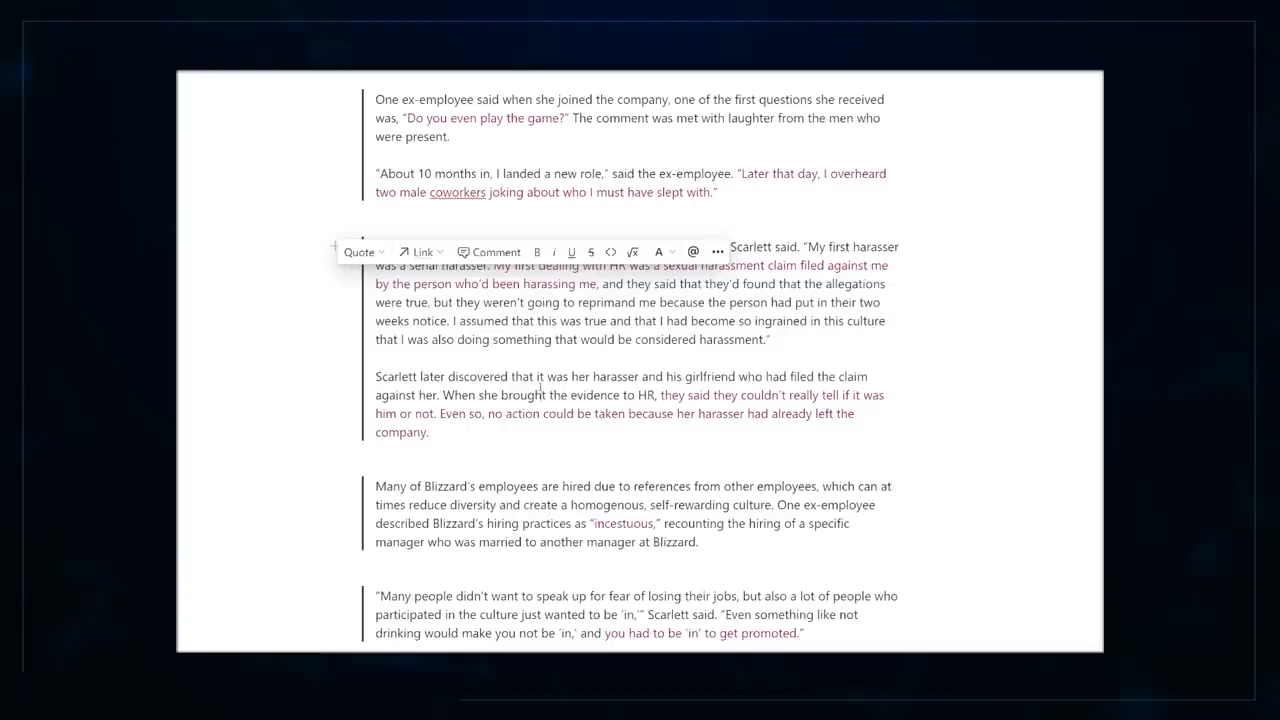 One ex-employee said when she joined the company, one of the first questions she received
was, “Do you even play the game?” The comment was met with laughter from the men who
were present.
“About 10 months in, I landed a new role,” said the ex-employee. “Later that day, I overheard
two male coworkers joking about who I must have slept with.”
Scarlett said. “My first harasser
Quote Link Comment B i U S <> √x A @ •••
was a serial harasser. My first dealing with HR was a sexual harassment claim filed against me
by the person who’d been harassing me, and they said that they’d found that the allegations
were true, but they weren’t going to reprimand me because the person had put in their two
weeks notice. I assumed that this was true and that I had become so ingrained in this culture
that I was also doing something that would be considered harassment.”
Scarlett later discovered that it was her harasser and his girlfriend who had filed the claim
against her. When she brought the evidence to HR, they said they couldn’t really tell if it was
him or not. Even so, no action could be taken because her harasser had already left the
company.
Many of Blizzard’s employees are hired due to references from other employees, which can at
times reduce diversity and create a homogenous, self-rewarding culture. One ex-employee
described Blizzard’s hiring practices as “incestuous,” recounting the hiring of a specific
manager who was married to another manager at Blizzard.
“Many people didn’t want to speak up for fear of losing their jobs, but also a lot of people who
participated in the culture just wanted to be ‘in,’” Scarlett said. “Even something like not
drinking would make you not be ‘in,’ and you had to be ‘in’ to get promoted.”